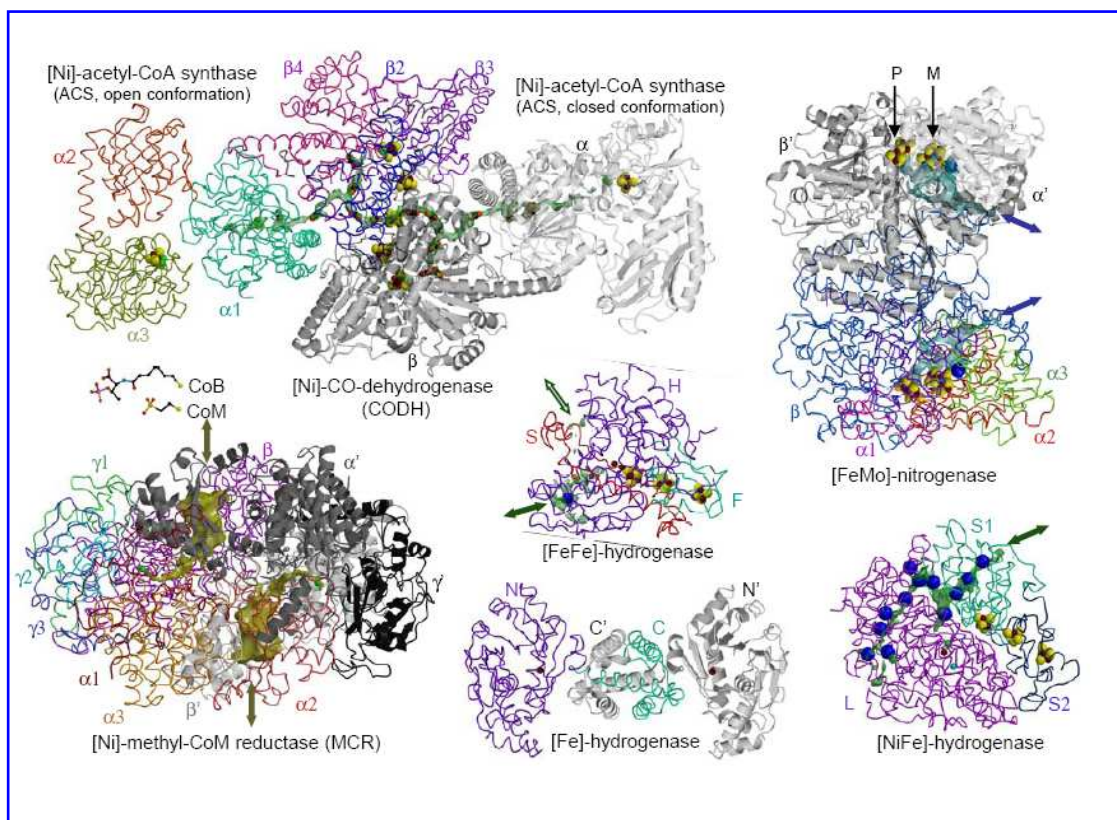 [Ni]-acetyl-CoA synthase
(ACS, open conformation)
β4
β2
β3
[Ni]-acetyl-CoA synthase
(ACS, closed conformation)
α
α2
α1
α3
β
[Ni]-CO-dehydrogenase
(CODH)
P
M
β'
α'
β
α1
α2
α3
[FeMo]-nitrogenase
CoB
CoM
γ1
β
α'
γ2
γ3
γ'
α1
α3
β'
α2
[Ni]-methyl-CoM reductase (MCR)
H
S
F
[FeFe]-hydrogenase
N
C'
C
N'
[Fe]-hydrogenase
S1
L
S2
[NiFe]-hydrogenase